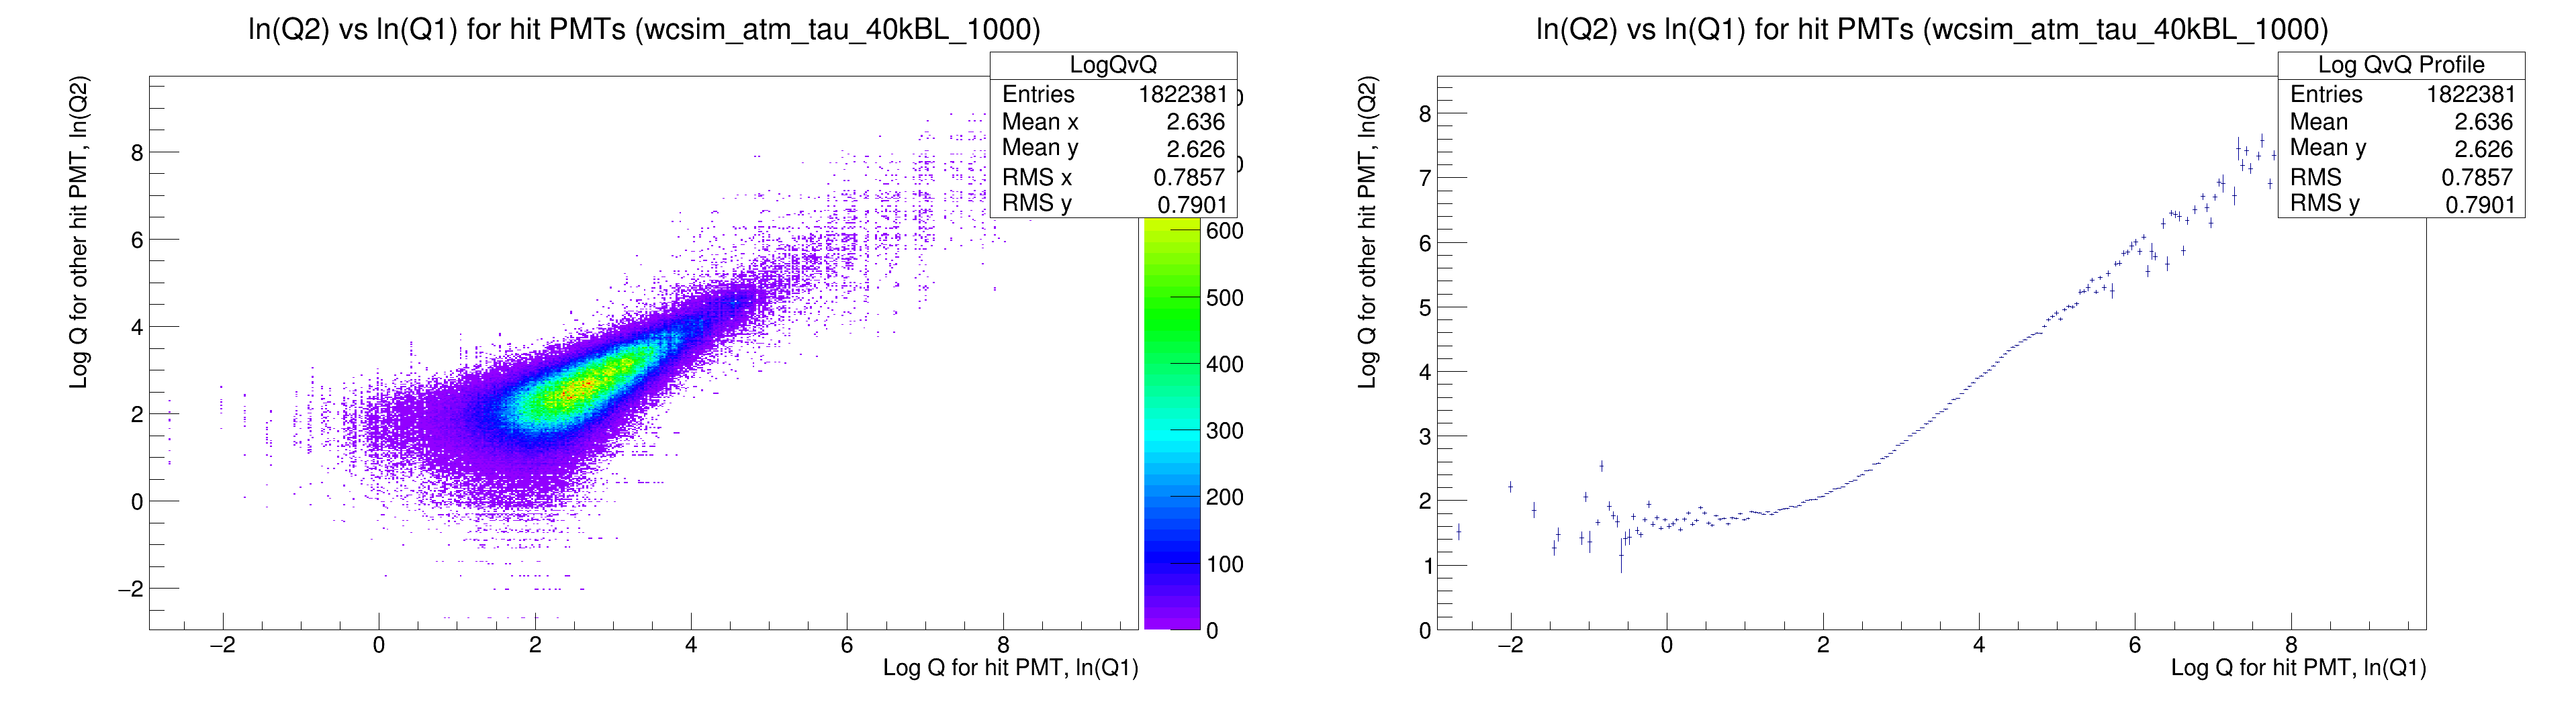 ln(Q2) vs ln(Q1) for hit PMTs (wcsim_atm_tau_40kBL_1000)
LogQvQ
Entries 1822381
Mean x 2.636
Mean y 2.626
RMS x 0.7857
RMS y 0.7901
Log Q for other hit PMT, ln(Q2)
8
6
4
2
0
−2
−2 0 2 4 6 8
Log Q for hit PMT, ln(Q1)
0
0
600
500
400
300
200
100
0
ln(Q2) vs ln(Q1) for hit PMTs (wcsim_atm_tau_40kBL_1000)
Log QvQ Profile
Entries 1822381
Mean 2.636
Mean y 2.626
RMS 0.7857
RMS y 0.7901
Log Q for other hit PMT, ln(Q2)
8
7
6
5
4
3
2
1
0
−2 0 2 4 6 8
Log Q for hit PMT, ln(Q1)